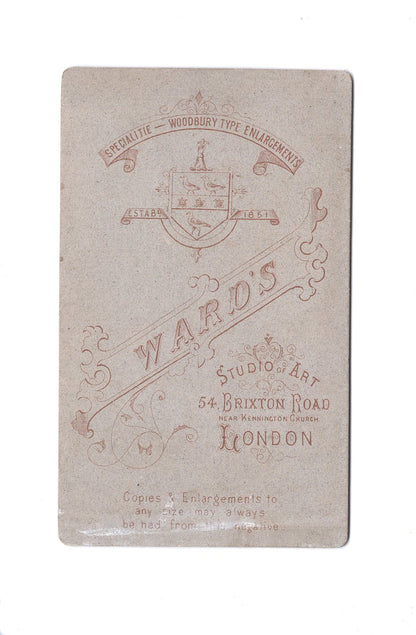 SPECIALITIE — WOODBURY TYPE ENLARGEMENTS
ESTABD 1851
WARD'S
STUDIO OF ART
54, BRIXTON ROAD
NEAR KENNINGTON CHURCH
LONDON
Copies & Enlargements to
any size may always
be had from the negative.